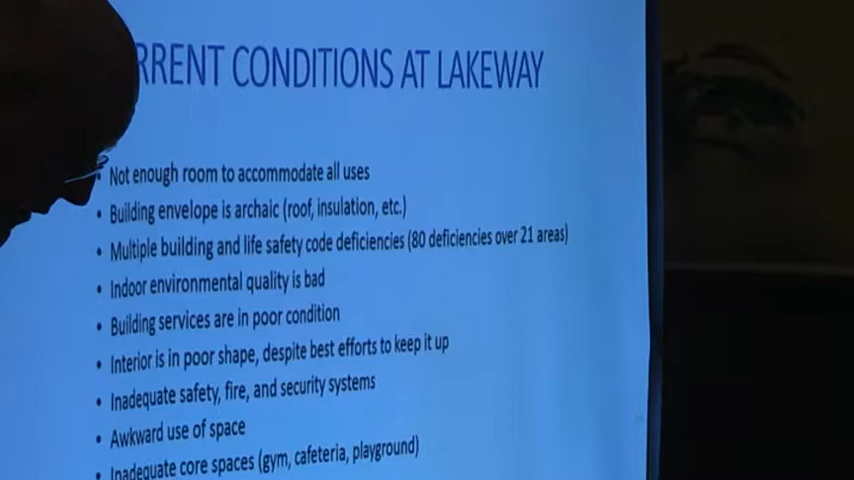 RRENT CONDITIONS AT LAKEWAY
• Not enough room to accommodate all uses
• Building envelope is archaic (roof, insulation, etc.)
• Multiple building and life safety code deficiencies (80 deficiencies over 21 areas)
• Indoor environmental quality is bad
• Building services are in poor condition
• Interior is in poor shape, despite best efforts to keep it up
• Inadequate safety, fire, and security systems
• Awkward use of space
• Inadequate core spaces (gym, cafeteria, playground)